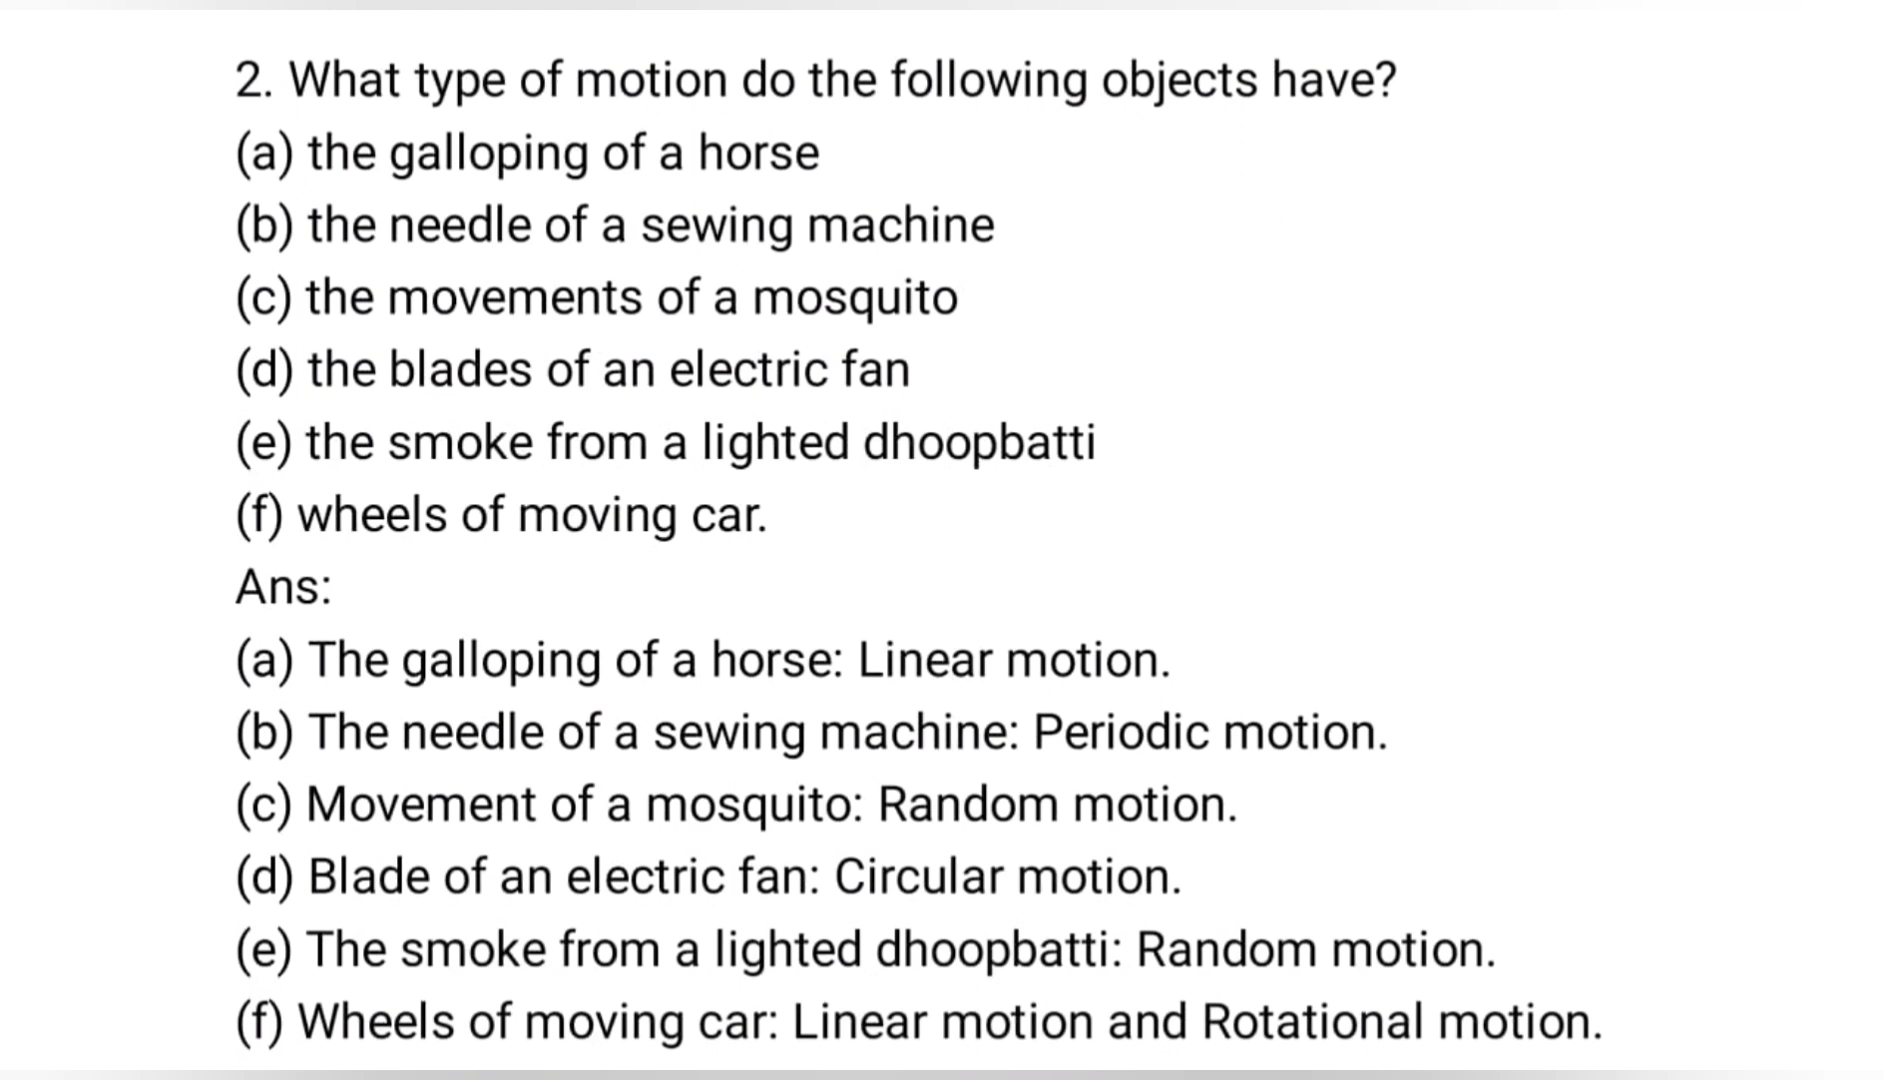 2. What type of motion do the following objects have?
(a) the galloping of a horse
(b) the needle of a sewing machine
(c) the movements of a mosquito
(d) the blades of an electric fan
(e) the smoke from a lighted dhoopbatti
(f) wheels of moving car.
Ans:
(a) The galloping of a horse: Linear motion.
(b) The needle of a sewing machine: Periodic motion.
(c) Movement of a mosquito: Random motion.
(d) Blade of an electric fan: Circular motion.
(e) The smoke from a lighted dhoopbatti: Random motion.
(f) Wheels of moving car: Linear motion and Rotational motion.